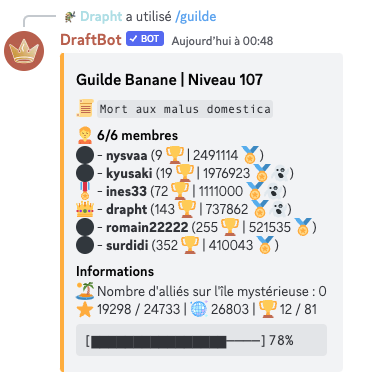 Drapht a utilisé /guilde
DraftBot ✓ BOT Aujourd'hui à 00:48
Guilde Banane | Niveau 107
Mort aux malus domestica
6/6 membres
- nysvaa (9 🏆 | 2491114 🏅)
- kyusaki (19 🏆 | 1976923 🏅)
- ines33 (72 🏆 | 1111000 🏅)
- drapht (143 🏆 | 737862 🏅)
- romain22222 (255 🏆 | 521535 🏅)
- surdidi (352 🏆 | 410043 🏅)
Informations
Nombre d'alliés sur l'île mystérieuse : 0
⭐ 19298 / 24733 | 🌐 26803 | 🏆 12 / 81
[■■■■■■■■■■■■■■■■────] 78%